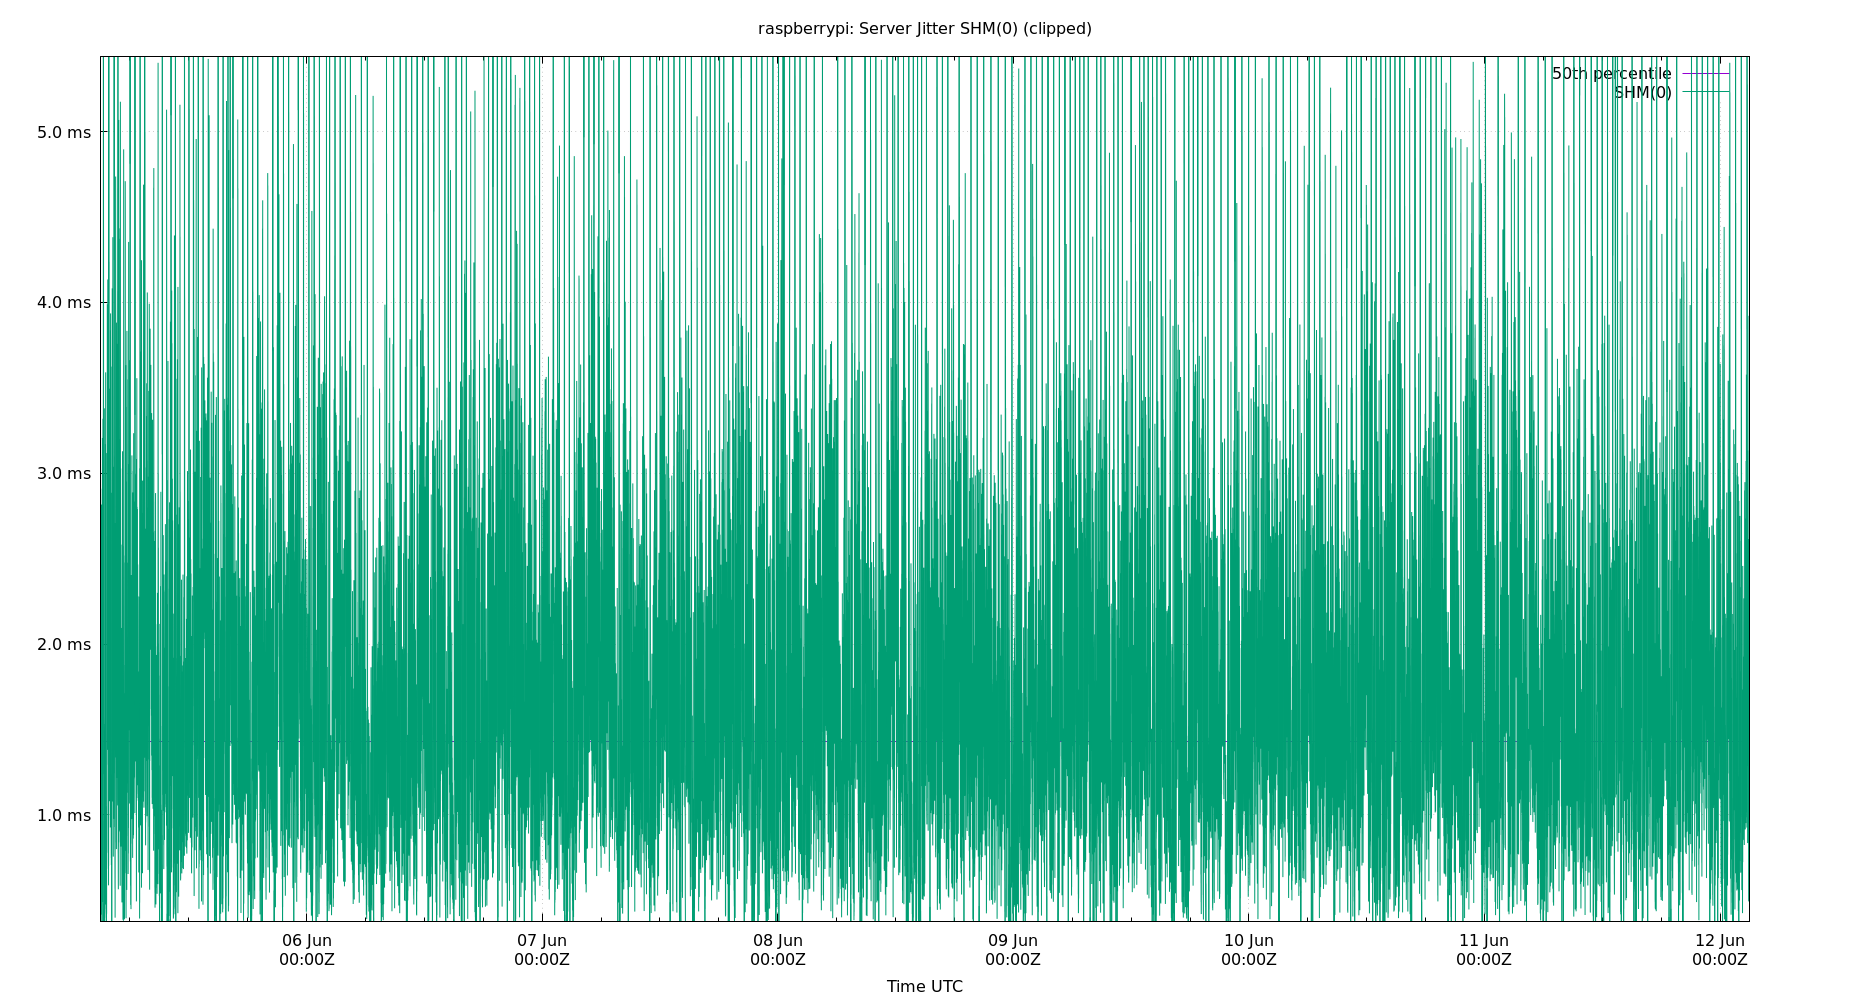 raspberrypi: Server Jitter SHM(0) (clipped)
50th percentile
SHM(0)
5.0 ms
4.0 ms
3.0 ms
2.0 ms
1.0 ms
06 Jun 07 Jun 08 Jun 09 Jun 10 Jun 11 Jun 12 Jun
00:00Z 00:00Z 00:00Z 00:00Z 00:00Z 00:00Z 00:00Z
Time UTC